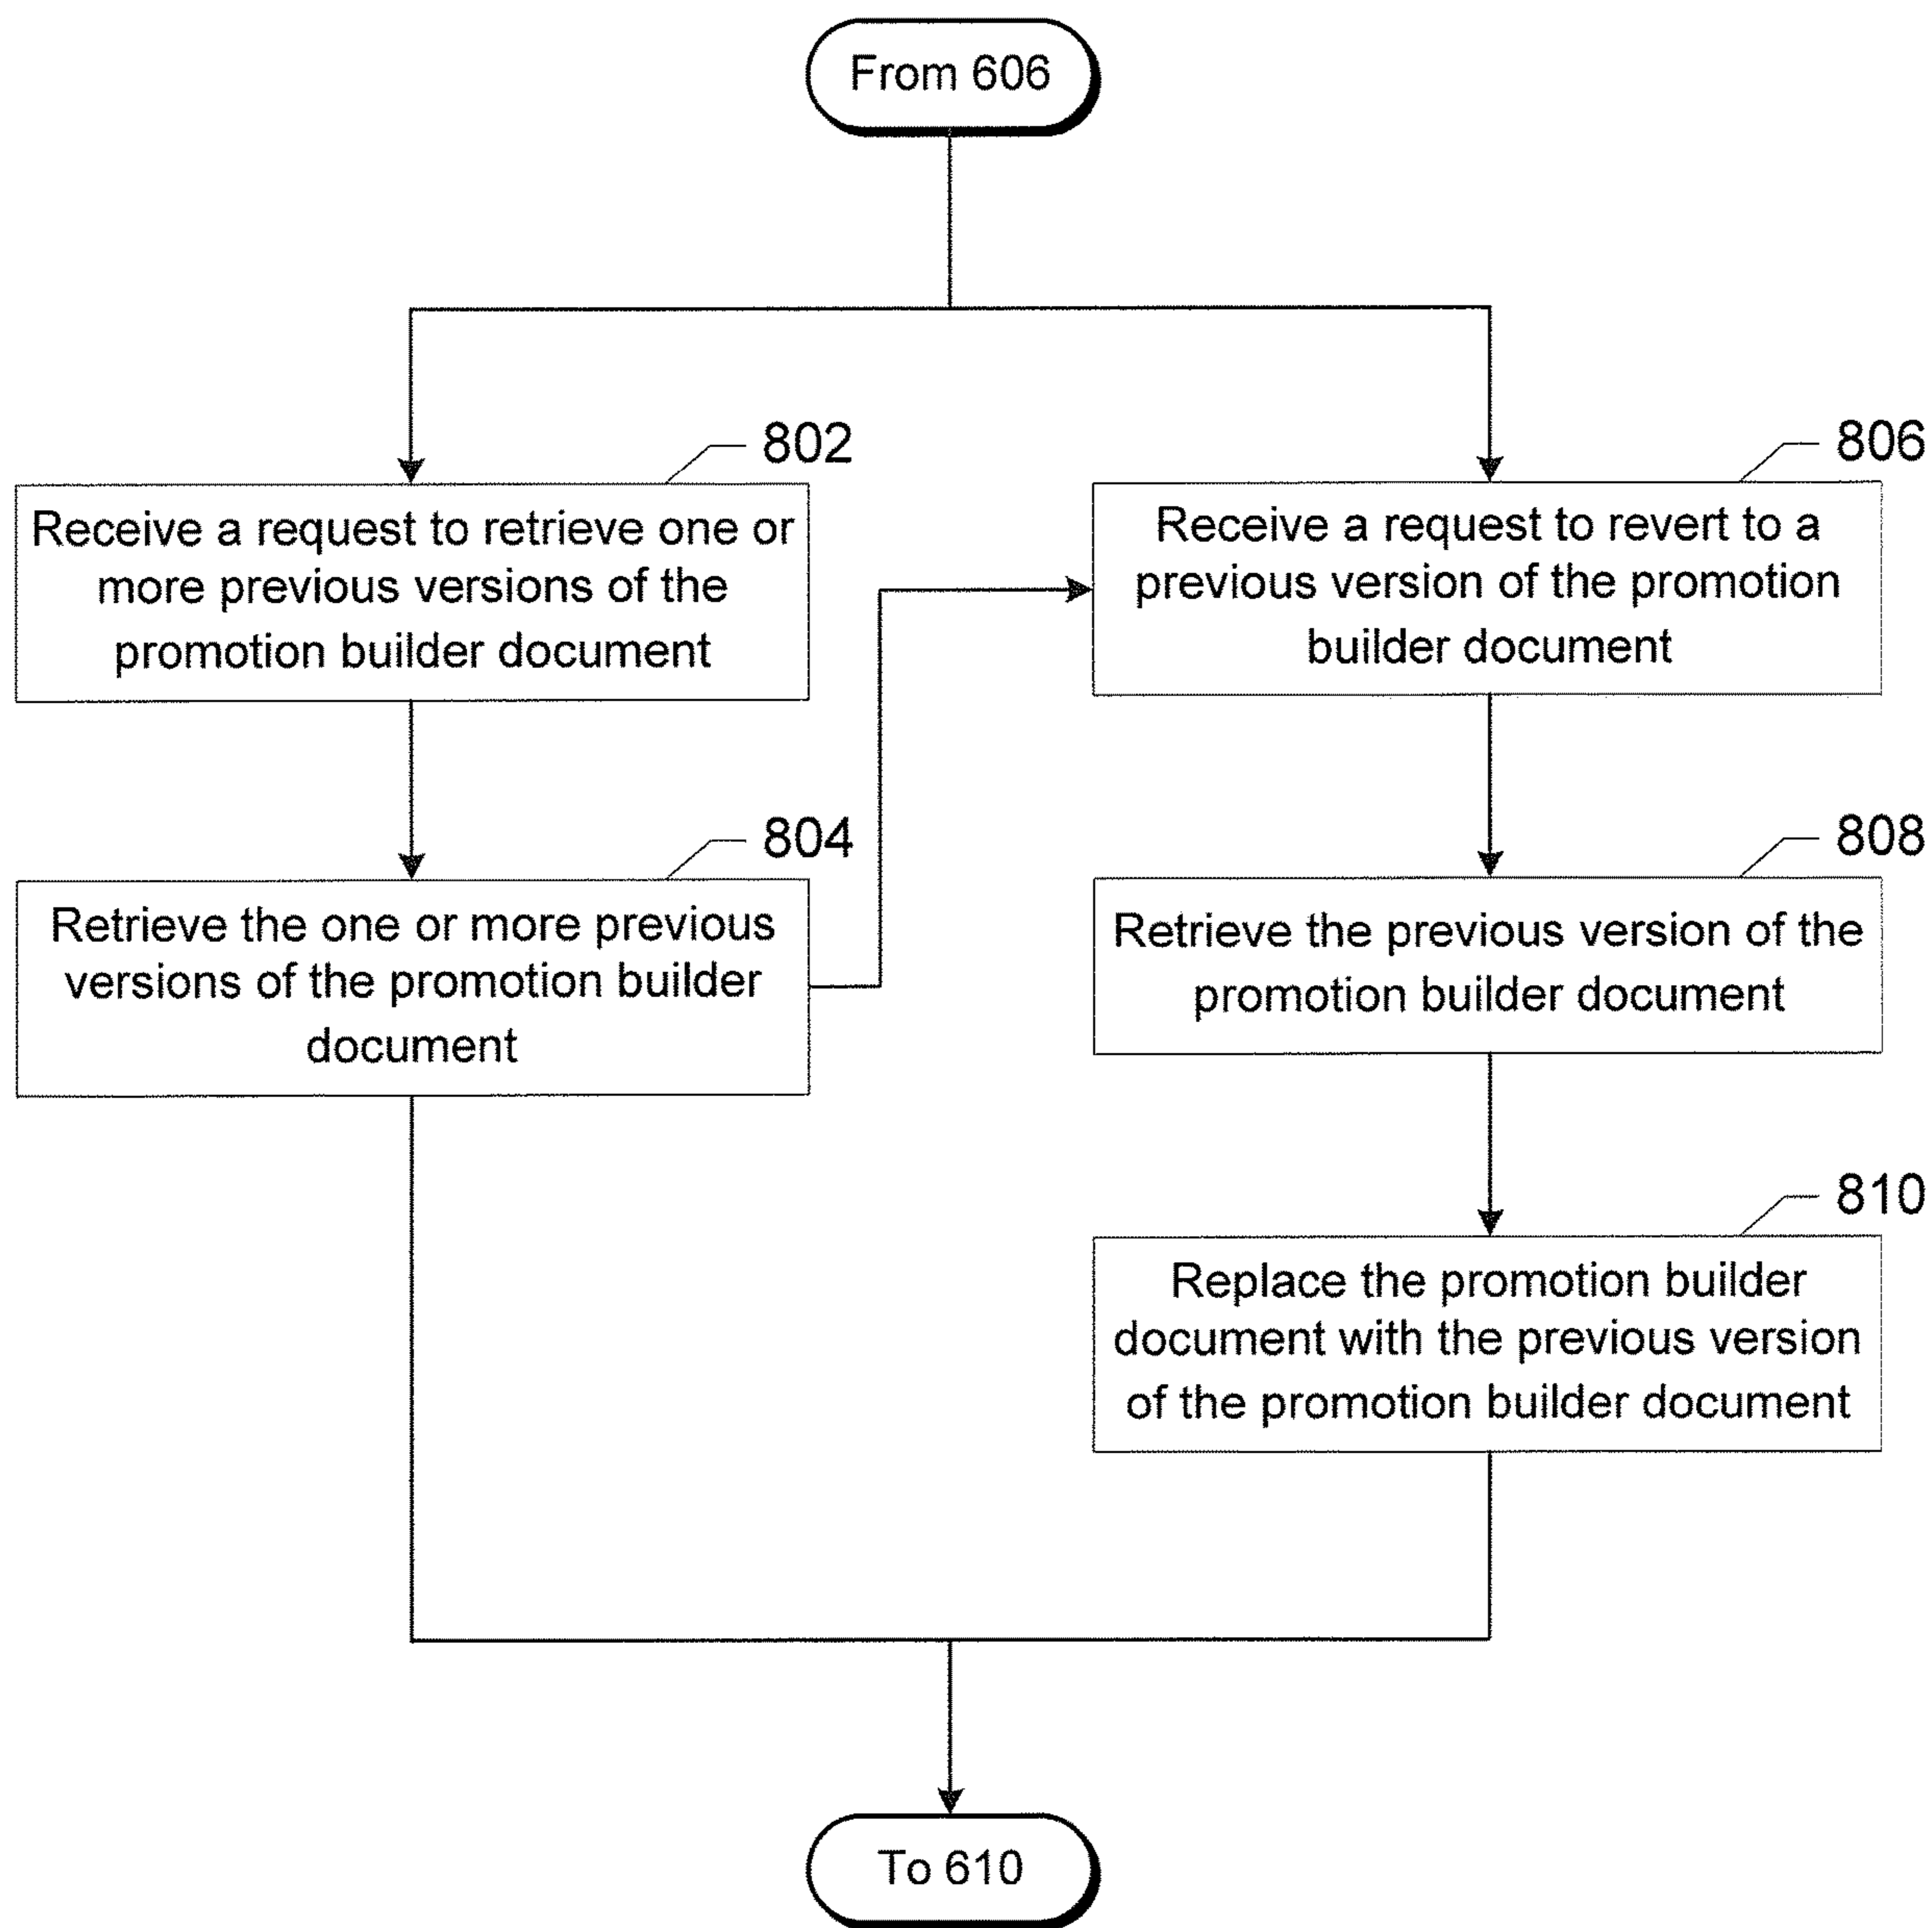 From 606
802
Receive a request to retrieve one or
more previous versions of the
promotion builder document
804
Retrieve the one or more previous
versions of the promotion builder
document
806
Receive a request to revert to a
previous version of the promotion
builder document
808
Retrieve the previous version of the
promotion builder document
810
Replace the promotion builder
document with the previous version
of the promotion builder document
To 610